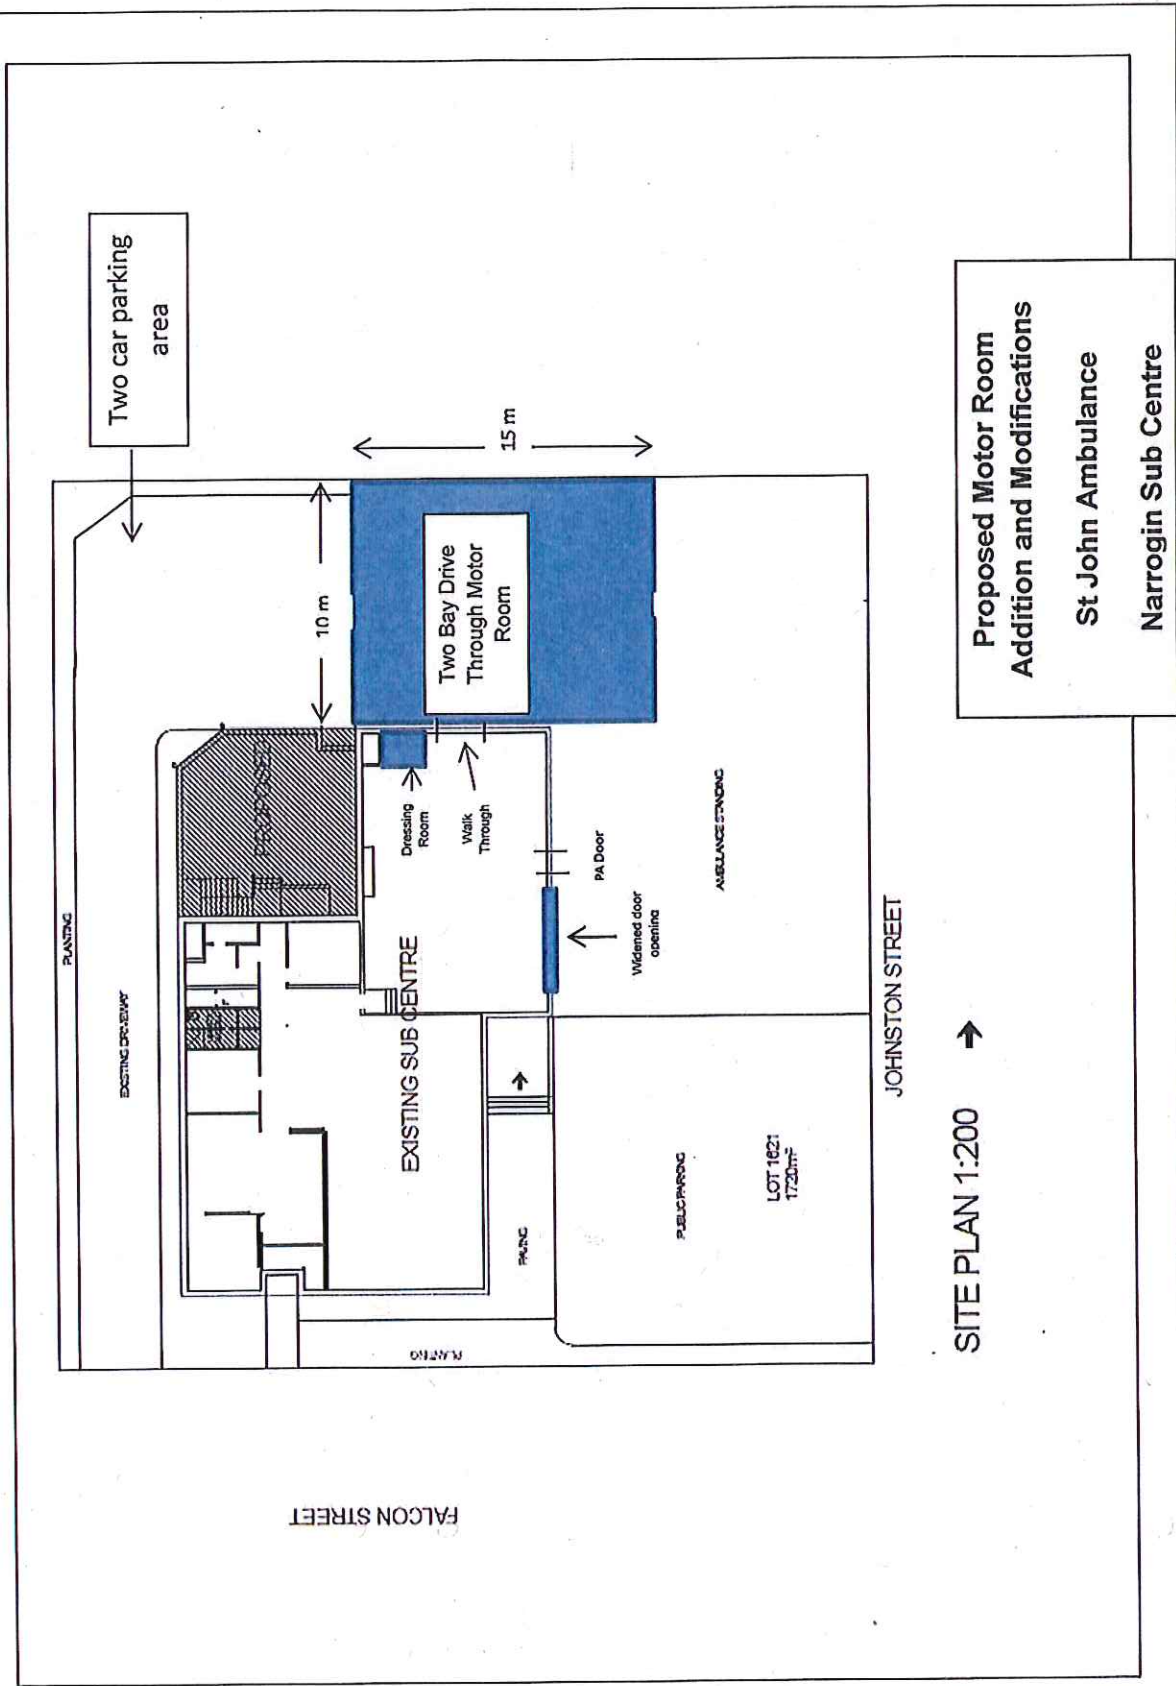 Two car parking
area
PLANTING
EXISTING DRIVEWAY
10 m
15 m
PROPOSED
Two Bay Drive
Through Motor
Room
Dressing
Room
Walk
Through
PA Door
Widened door
opening
EXISTING SUB CENTRE
AMBULANCE STANDING
PAVING
PLANTING
PUBLIC PARKING
LOT 1621
1720m²
JOHNSTON STREET
FALCON STREET
SITE PLAN 1:200
Proposed Motor Room
Addition and Modifications
St John Ambulance
Narrogin Sub Centre